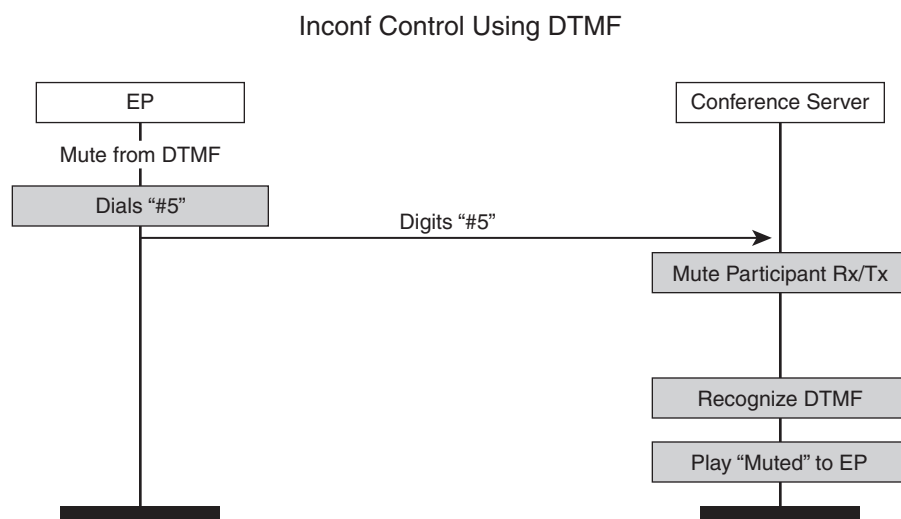 Inconf Control Using DTMF
EP
Conference Server
Mute from DTMF
Dials “#5”
Digits “#5”
Mute Participant Rx/Tx
Recognize DTMF
Play “Muted” to EP